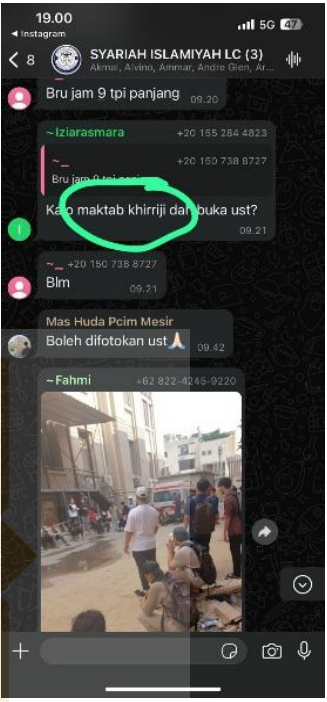 19.00
5G 47
Instagram
8
SYARIAH ISLAMIYAH LC (3)
Akmal, Alvino, Ammar, Andre Glen, Ar...
~_
Bru jam 9 tpi panjang
09.20
~Iziarasmara +20 155 284 4823
~_ +20 150 738 8727
Bru jam 9 tpi panjang
Kalo maktab khirriji dah buka ust?
09.21
I
~_ +20 150 738 8727
Blm
09.21
Mas Huda Pcim Mesir
Boleh difotokan ust🙏🏻
09.42
~Fahmi +62 822-4245-9220